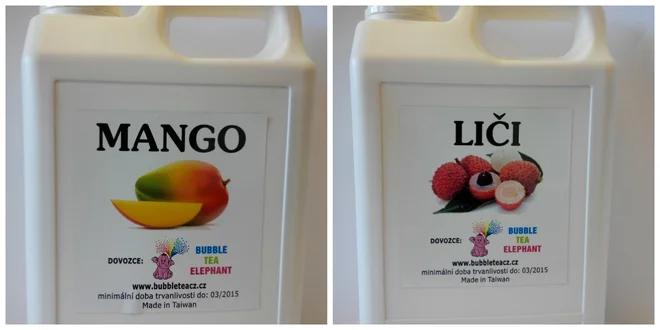 MANGO
DOVOZCE:
BUBBLE
TEA
ELEPHANT
www.bubbleteacz.cz
minimální doba trvanlivosti do: 03/2015
Made in Taiwan
LIČI
DOVOZCE:
BUBBLE
TEA
ELEPHANT
www.bubbleteacz.cz
minimální doba trvanlivosti do: 03/2015
Made in Taiwan